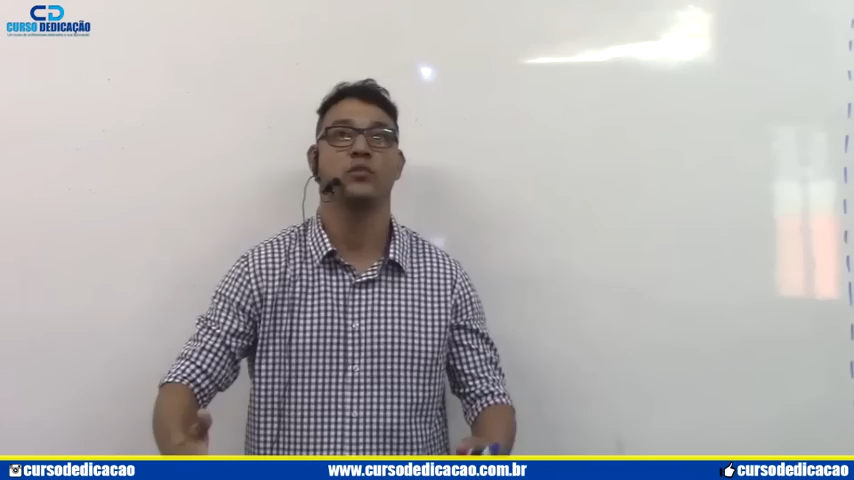 CD
CURSO DEDICAÇÃO
cursodedicacao
www.cursodedicacao.com.br
cursodedicacao